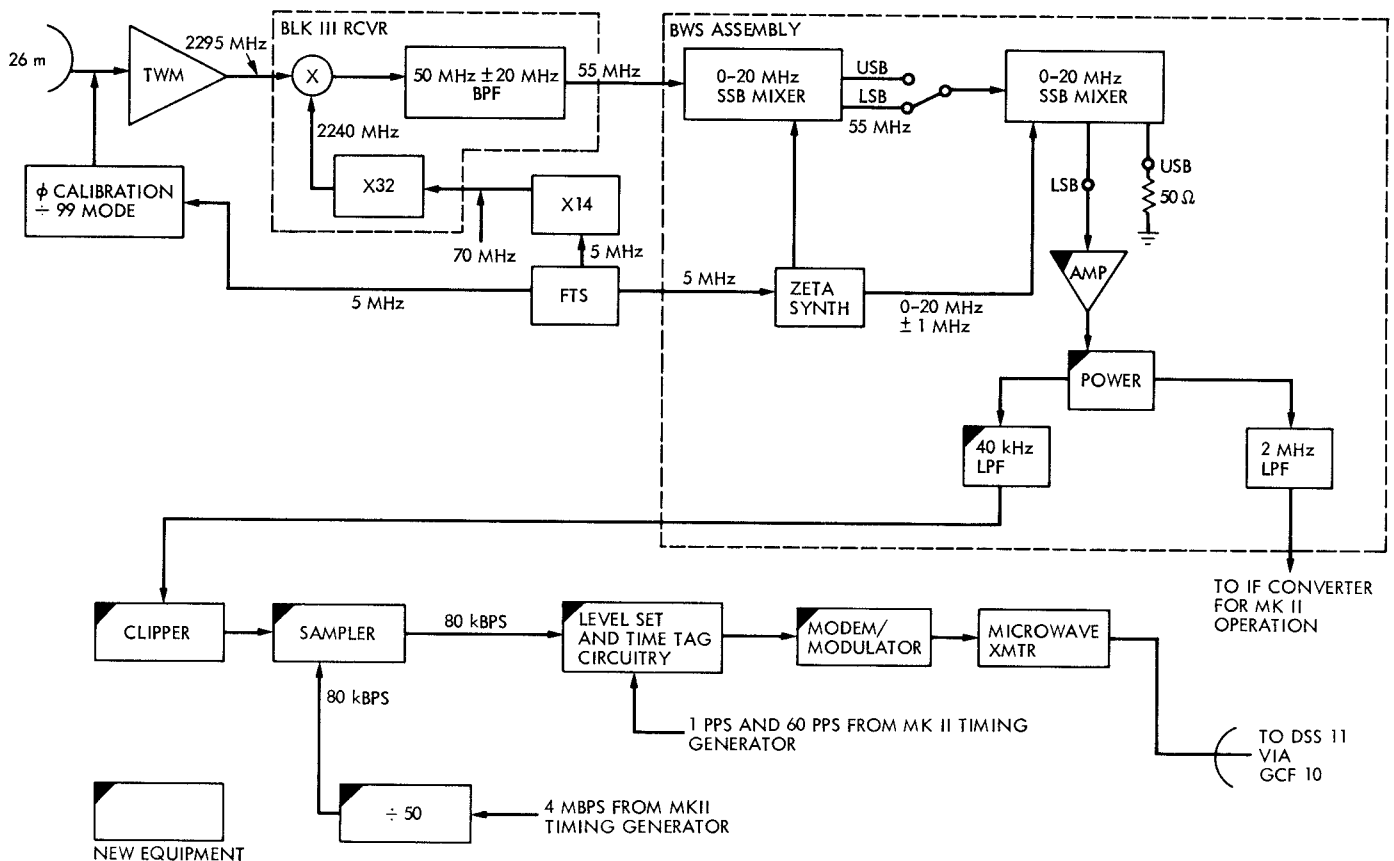 BLK III RCVR
BWS ASSEMBLY
26 m
TWM
2295 MHz
X
50 MHz ±20 MHz
BPF
55 MHz
0-20 MHz
SSB MIXER
USB
LSB
55 MHz
0-20 MHz
SSB MIXER
2240 MHz
X32
X14
70 MHz
5 MHz
ϕ CALIBRATION
÷ 99 MODE
5 MHz
FTS
5 MHz
ZETA
SYNTH
0-20 MHz
± 1 MHz
LSB
USB
50 Ω
AMP
POWER
40 kHz
LPF
2 MHz
LPF
TO IF CONVERTER
FOR MK II
OPERATION
CLIPPER
SAMPLER
80 kBPS
LEVEL SET
AND TIME TAG
CIRCUITRY
MODEM/
MODULATOR
MICROWAVE
XMTR
80 kBPS
1 PPS AND 60 PPS FROM MK II TIMING
GENERATOR
TO DSS 11
VIA
GCF 10
÷ 50
4 MBPS FROM MKII
TIMING GENERATOR
NEW EQUIPMENT